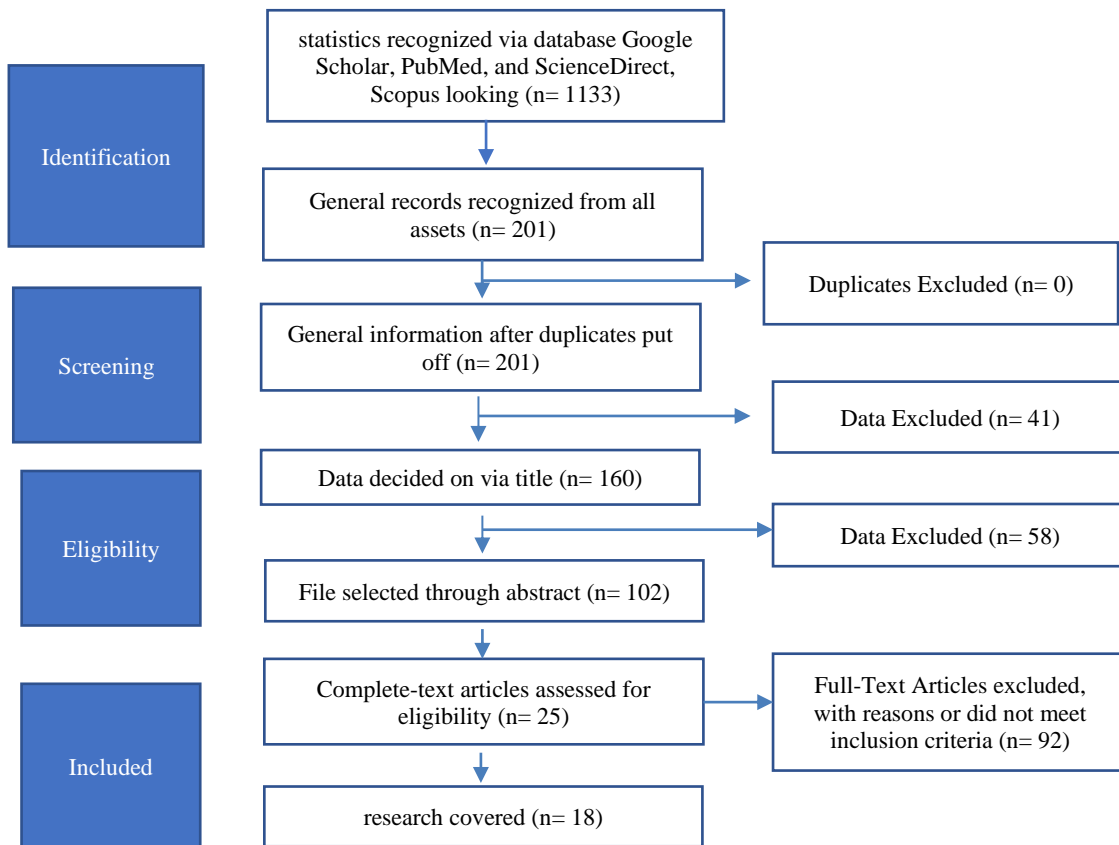 statistics recognized via database Google
Scholar, PubMed, and ScienceDirect,
Scopus looking (n= 1133)
Identification
General records recognized from all
assets (n= 201)
Duplicates Excluded (n= 0)
General information after duplicates put
off (n= 201)
Screening
Data Excluded (n= 41)
Data decided on via title (n= 160)
Data Excluded (n= 58)
Eligibility
File selected through abstract (n= 102)
Complete-text articles assessed for
eligibility (n= 25)
Full-Text Articles excluded,
with reasons or did not meet
inclusion criteria (n= 92)
Included
research covered (n= 18)